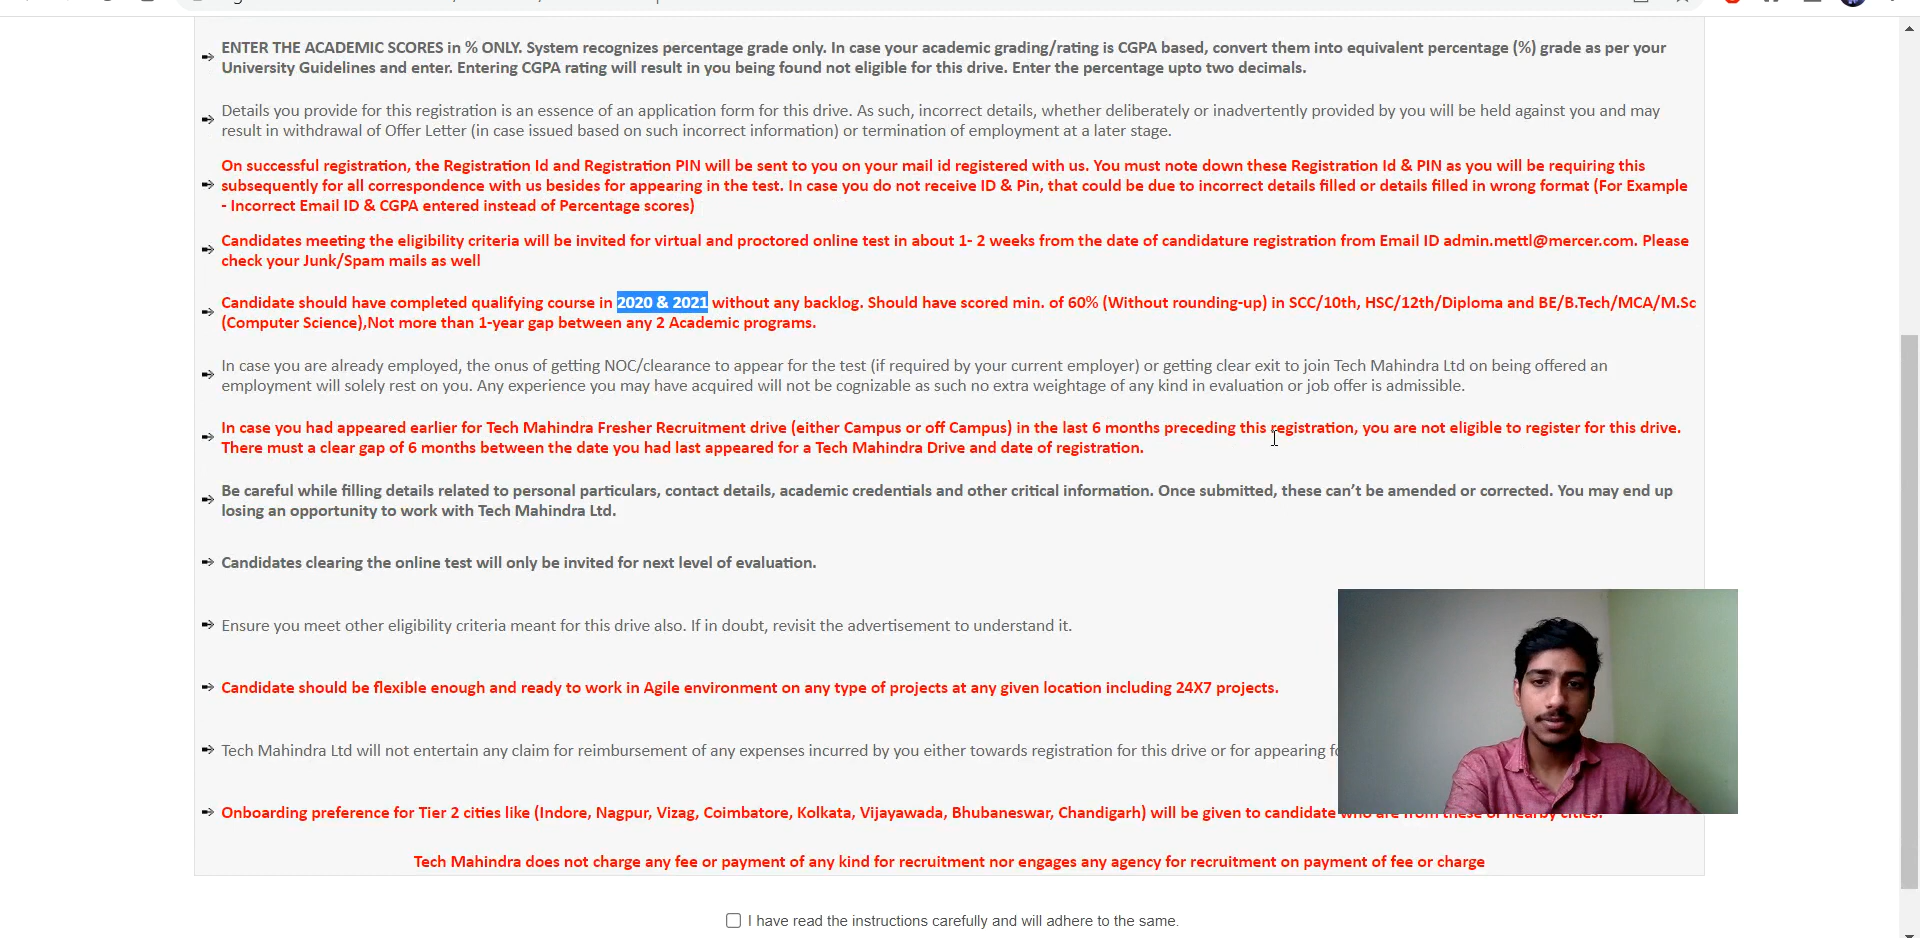 ENTER THE ACADEMIC SCORES in % ONLY. System recognizes percentage grade only. In case your academic grading/rating is CGPA based, convert them into equivalent percentage (%) grade as per your
University Guidelines and enter. Entering CGPA rating will result in you being found not eligible for this drive. Enter the percentage upto two decimals.
Details you provide for this registration is an essence of an application form for this drive. As such, incorrect details, whether deliberately or inadvertently provided by you will be held against you and may
result in withdrawal of Offer Letter (in case issued based on such incorrect information) or termination of employment at a later stage.
On successful registration, the Registration Id and Registration PIN will be sent to you on your mail id registered with us. You must note down these Registration Id & PIN as you will be requiring this
subsequently for all correspondence with us besides for appearing in the test. In case you do not receive ID & Pin, that could be due to incorrect details filled or details filled in wrong format (For Example
- Incorrect Email ID & CGPA entered instead of Percentage scores)
Candidates meeting the eligibility criteria will be invited for virtual and proctored online test in about 1- 2 weeks from the date of candidature registration from Email ID admin.mettl@mercer.com. Please
check your Junk/Spam mails as well
Candidate should have completed qualifying course in 2020 & 2021 without any backlog. Should have scored min. of 60% (Without rounding-up) in SCC/10th, HSC/12th/Diploma and BE/B.Tech/MCA/M.Sc
(Computer Science),Not more than 1-year gap between any 2 Academic programs.
In case you are already employed, the onus of getting NOC/clearance to appear for the test (if required by your current employer) or getting clear exit to join Tech Mahindra Ltd on being offered an
employment will solely rest on you. Any experience you may have acquired will not be cognizable as such no extra weightage of any kind in evaluation or job offer is admissible.
In case you had appeared earlier for Tech Mahindra Fresher Recruitment drive (either Campus or off Campus) in the last 6 months preceding this registration, you are not eligible to register for this drive.
There must a clear gap of 6 months between the date you had last appeared for a Tech Mahindra Drive and date of registration.
Be careful while filling details related to personal particulars, contact details, academic credentials and other critical information. Once submitted, these can’t be amended or corrected. You may end up
losing an opportunity to work with Tech Mahindra Ltd.
Candidates clearing the online test will only be invited for next level of evaluation.
Ensure you meet other eligibility criteria meant for this drive also. If in doubt, revisit the advertisement to understand it.
Candidate should be flexible enough and ready to work in Agile environment on any type of projects at any given location including 24X7 projects.
Tech Mahindra Ltd will not entertain any claim for reimbursement of any expenses incurred by you either towards registration for this drive or for appearing
Onboarding preference for Tier 2 cities like (Indore, Nagpur, Vizag, Coimbatore, Kolkata, Vijayawada, Bhubaneswar, Chandigarh) will be given to candidate who are from these or nearby cities.
Tech Mahindra does not charge any fee or payment of any kind for recruitment nor engages any agency for recruitment on payment of fee or charge
I have read the instructions carefully and will adhere to the same.